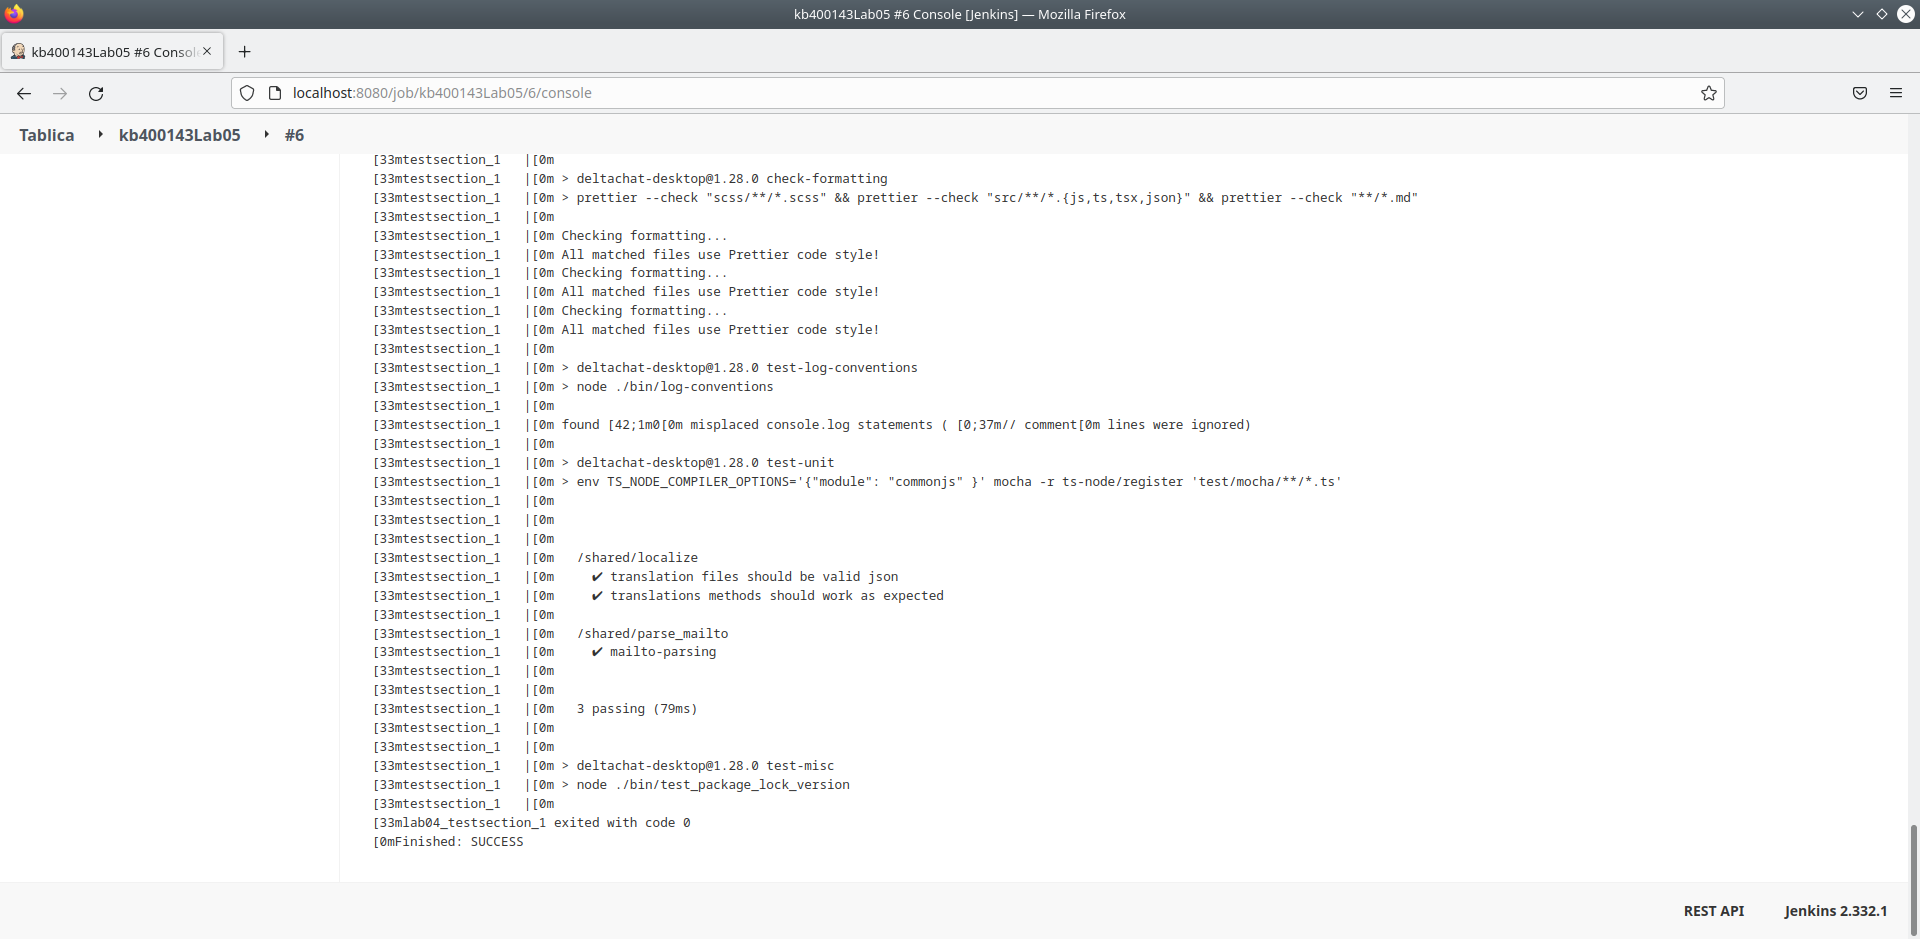 kb400143Lab05 #6 Console [Jenkins] — Mozilla Firefox
kb400143Lab05 #6 Consol
localhost:8080/job/kb400143Lab05/6/console
Tablica kb400143Lab05 #6
[33mtestsection_1   |[0m
[33mtestsection_1   |[0m > deltachat-desktop@1.28.0 check-formatting
[33mtestsection_1   |[0m > prettier --check "scss/**/*.scss" && prettier --check "src/**/*.{js,ts,tsx,json}" && prettier --check "**/*.md"
[33mtestsection_1   |[0m
[33mtestsection_1   |[0m Checking formatting...
[33mtestsection_1   |[0m All matched files use Prettier code style!
[33mtestsection_1   |[0m Checking formatting...
[33mtestsection_1   |[0m All matched files use Prettier code style!
[33mtestsection_1   |[0m Checking formatting...
[33mtestsection_1   |[0m All matched files use Prettier code style!
[33mtestsection_1   |[0m
[33mtestsection_1   |[0m > deltachat-desktop@1.28.0 test-log-conventions
[33mtestsection_1   |[0m > node ./bin/log-conventions
[33mtestsection_1   |[0m
[33mtestsection_1   |[0m found [42;1m0[0m misplaced console.log statements ( [0;37m// comment[0m lines were ignored)
[33mtestsection_1   |[0m
[33mtestsection_1   |[0m > deltachat-desktop@1.28.0 test-unit
[33mtestsection_1   |[0m > env TS_NODE_COMPILER_OPTIONS='{"module": "commonjs" }' mocha -r ts-node/register 'test/mocha/**/*.ts'
[33mtestsection_1   |[0m
[33mtestsection_1   |[0m
[33mtestsection_1   |[0m
[33mtestsection_1   |[0m   /shared/localize
[33mtestsection_1   |[0m     ✔ translation files should be valid json
[33mtestsection_1   |[0m     ✔ translations methods should work as expected
[33mtestsection_1   |[0m
[33mtestsection_1   |[0m   /shared/parse_mailto
[33mtestsection_1   |[0m     ✔ mailto-parsing
[33mtestsection_1   |[0m
[33mtestsection_1   |[0m
[33mtestsection_1   |[0m   3 passing (79ms)
[33mtestsection_1   |[0m
[33mtestsection_1   |[0m
[33mtestsection_1   |[0m > deltachat-desktop@1.28.0 test-misc
[33mtestsection_1   |[0m > node ./bin/test_package_lock_version
[33mtestsection_1   |[0m
[33mlab04_testsection_1 exited with code 0
[0mFinished: SUCCESS
REST API Jenkins 2.332.1